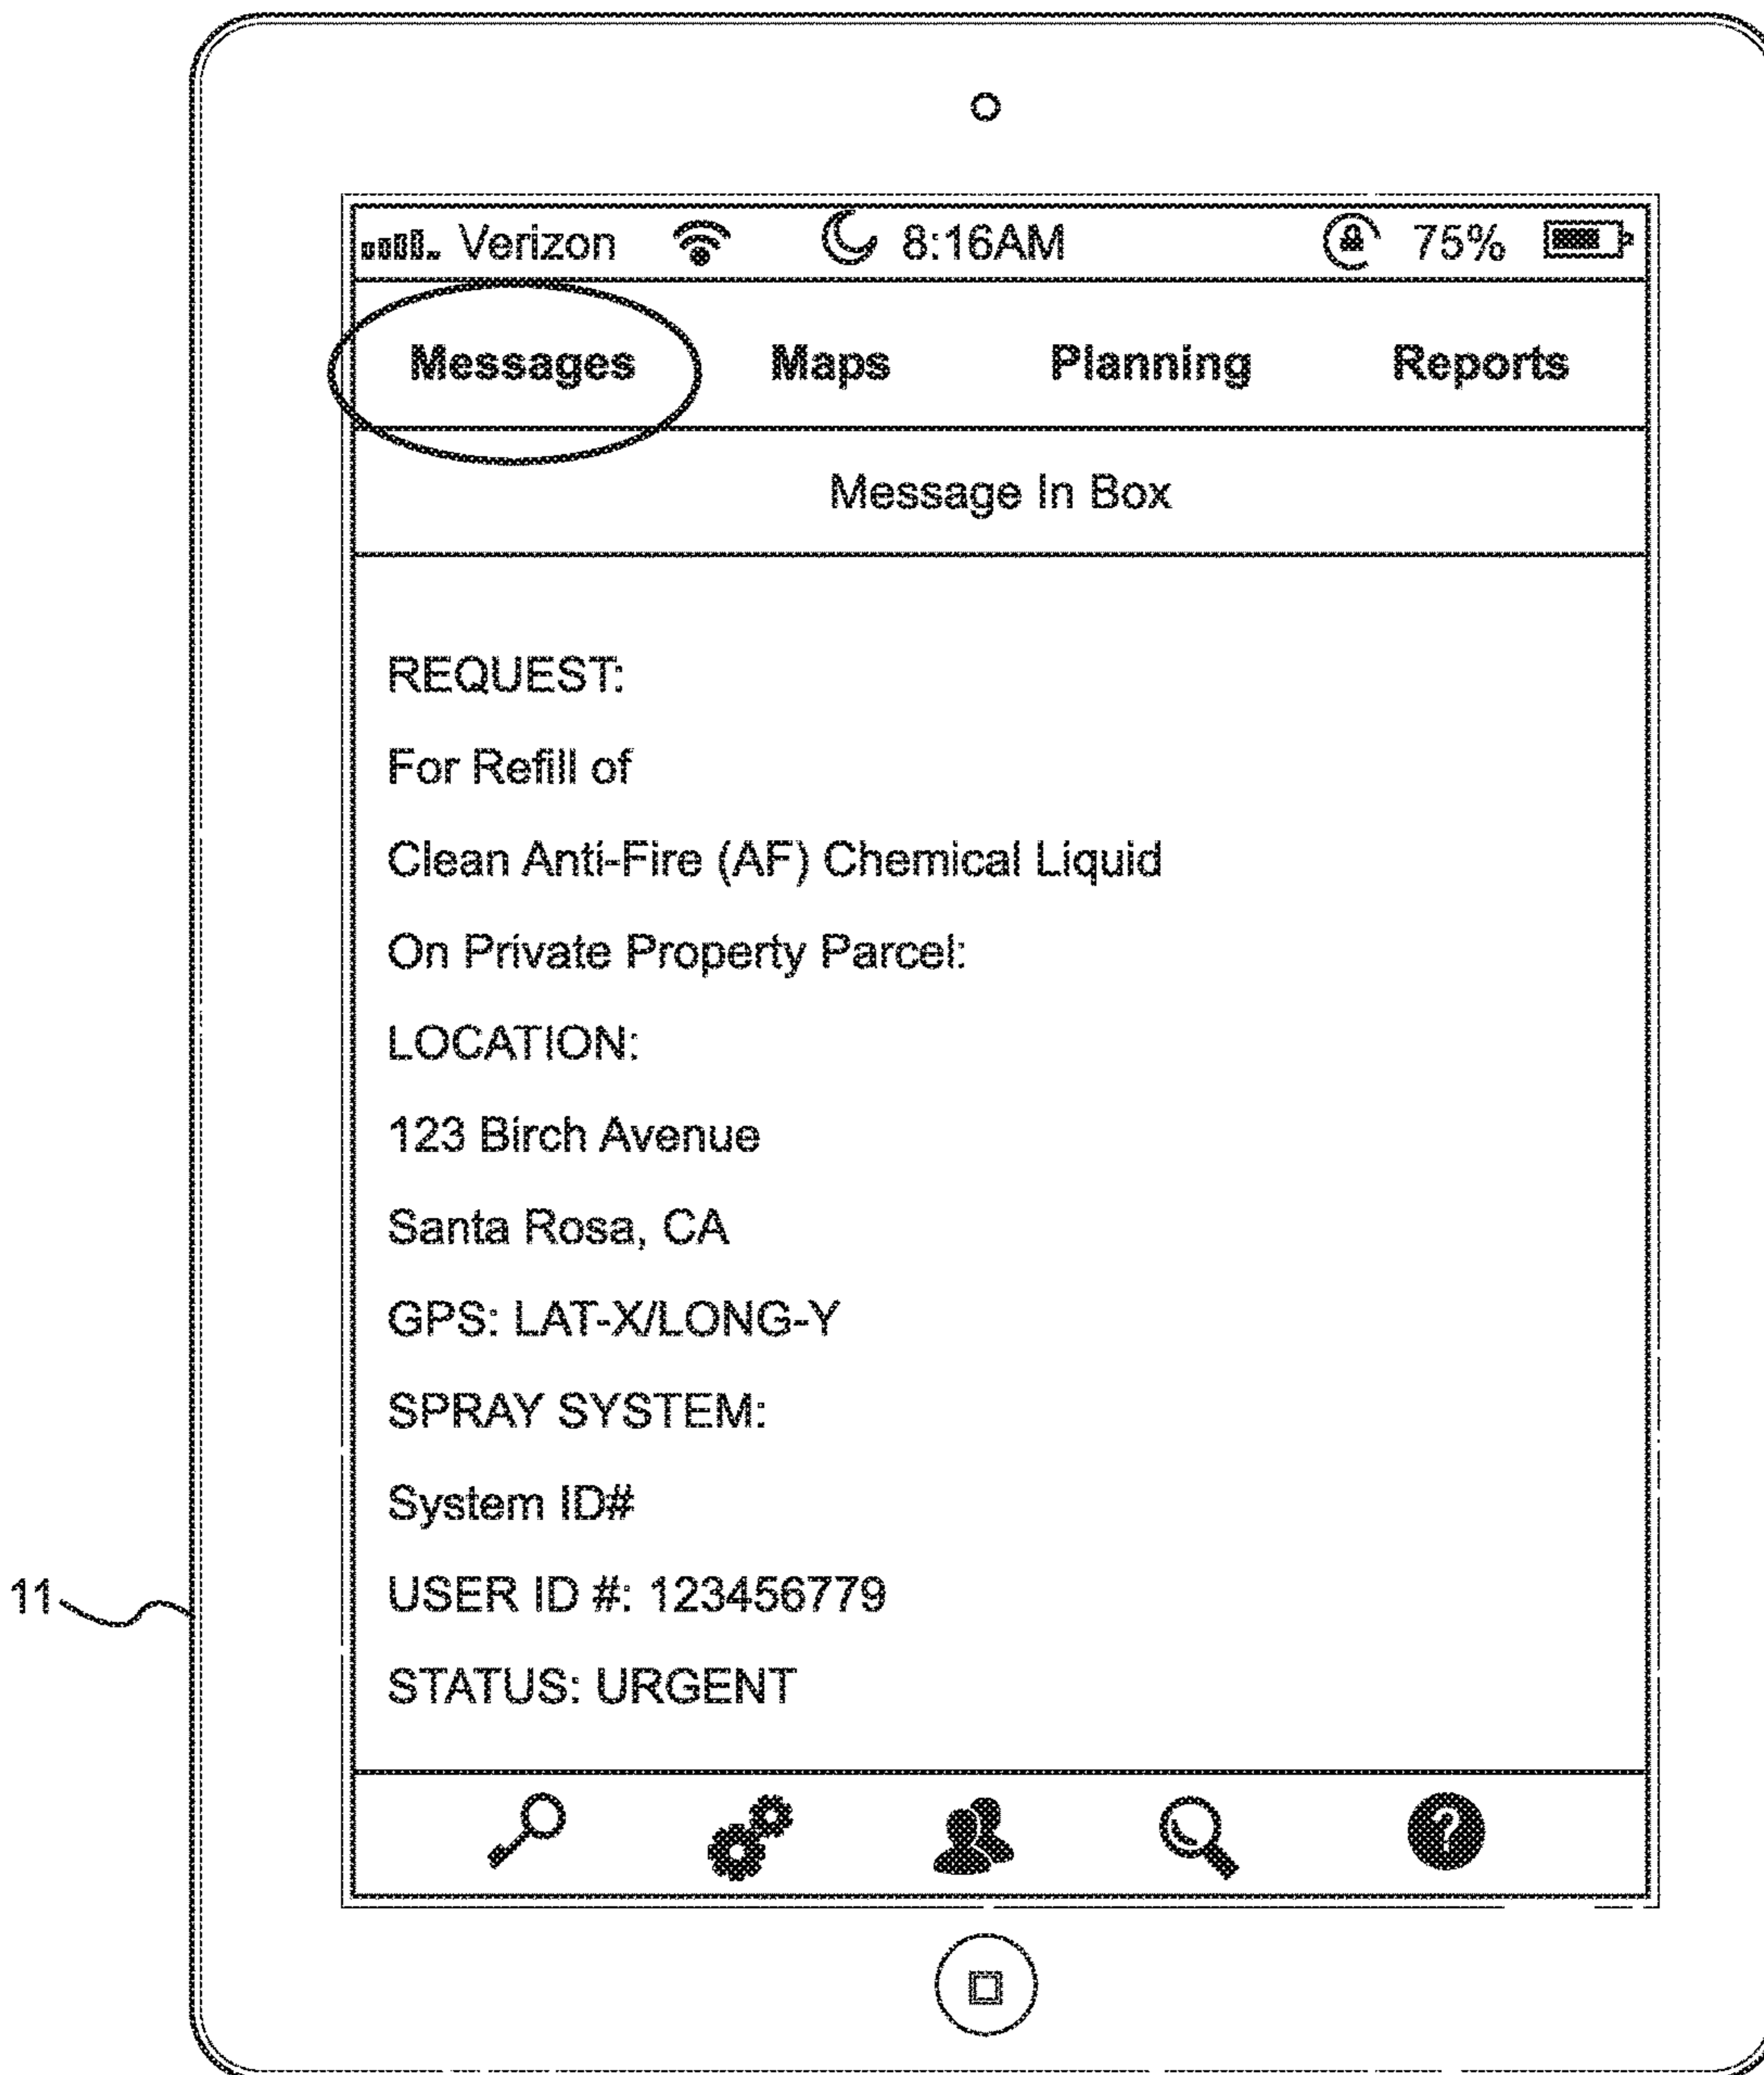 Verizon 8:16AM 75%
Messages Maps Planning Reports
Message In Box
REQUEST:
For Refill of
Clean Anti-Fire (AF) Chemical Liquid
On Private Property Parcel:
LOCATION:
123 Birch Avenue
Santa Rosa, CA
GPS: LAT-X/LONG-Y
SPRAY SYSTEM:
System ID#
11
USER ID #: 123456779
STATUS: URGENT
?